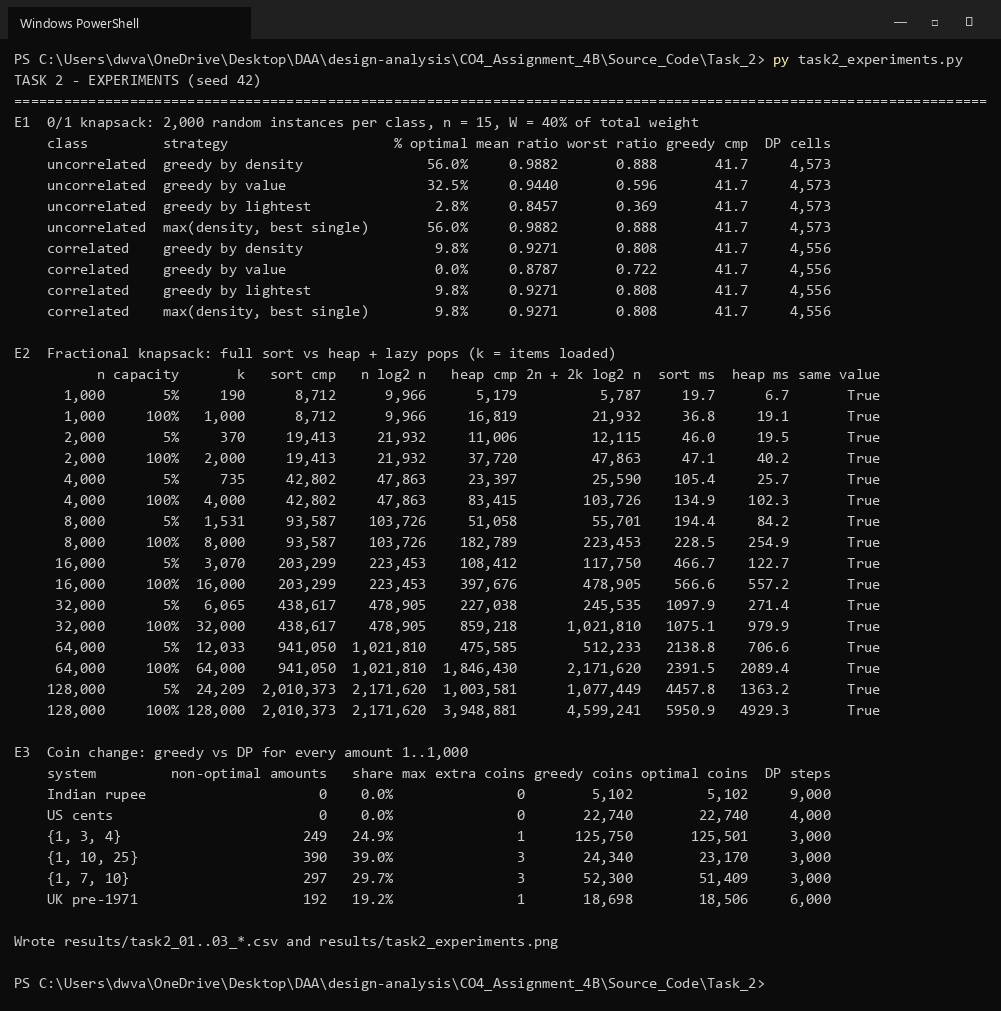 Windows PowerShell
PS C:\Users\dwva\OneDrive\Desktop\DAA\design-analysis\CO4_Assignment_4B\Source_Code\Task_2> py task2_experiments.py
TASK 2 - EXPERIMENTS (seed 42)
======================================================================================================================
E1  0/1 knapsack: 2,000 random instances per class, n = 15, W = 40% of total weight
    class         strategy                    % optimal mean ratio worst ratio greedy cmp  DP cells
    uncorrelated  greedy by density               56.0%     0.9882       0.888       41.7     4,573
    uncorrelated  greedy by value                 32.5%     0.9440       0.596       41.7     4,573
    uncorrelated  greedy by lightest               2.8%     0.8457       0.369       41.7     4,573
    uncorrelated  max(density, best single)       56.0%     0.9882       0.888       41.7     4,573
    correlated    greedy by density                9.8%     0.9271       0.808       41.7     4,556
    correlated    greedy by value                  0.0%     0.8787       0.722       41.7     4,556
    correlated    greedy by lightest               9.8%     0.9271       0.808       41.7     4,556
    correlated    max(density, best single)        9.8%     0.9271       0.808       41.7     4,556
E2  Fractional knapsack: full sort vs heap + lazy pops (k = items loaded)
          n capacity       k   sort cmp   n log2 n   heap cmp 2n + 2k log2 n  sort ms  heap ms same value
      1,000       5%     190      8,712      9,966      5,179          5,787     19.7      6.7       True
      1,000     100%   1,000      8,712      9,966     16,819         21,932     36.8     19.1       True
      2,000       5%     370     19,413     21,932     11,006         12,115     46.0     19.5       True
      2,000     100%   2,000     19,413     21,932     37,720         47,863     47.1     40.2       True
      4,000       5%     735     42,802     47,863     23,397         25,590    105.4     25.7       True
      4,000     100%   4,000     42,802     47,863     83,415        103,726    134.9    102.3       True
      8,000       5%   1,531     93,587    103,726     51,058         55,701    194.4     84.2       True
      8,000     100%   8,000     93,587    103,726    182,789        223,453    228.5    254.9       True
     16,000       5%   3,070    203,299    223,453    108,412        117,750    466.7    122.7       True
     16,000     100%  16,000    203,299    223,453    397,676        478,905    566.6    557.2       True
     32,000       5%   6,065    438,617    478,905    227,038        245,535   1097.9    271.4       True
     32,000     100%  32,000    438,617    478,905    859,218      1,021,810   1075.1    979.9       True
     64,000       5%  12,033    941,050  1,021,810    475,585        512,233   2138.8    706.6       True
     64,000     100%  64,000    941,050  1,021,810  1,846,430      2,171,620   2391.5   2089.4       True
    128,000       5%  24,209  2,010,373  2,171,620  1,003,581      1,077,449   4457.8   1363.2       True
    128,000     100% 128,000  2,010,373  2,171,620  3,948,881      4,599,241   5950.9   4929.3       True
E3  Coin change: greedy vs DP for every amount 1..1,000
    system         non-optimal amounts   share max extra coins greedy coins optimal coins  DP steps
    Indian rupee                     0    0.0%               0        5,102         5,102     9,000
    US cents                         0    0.0%               0       22,740        22,740     4,000
    {1, 3, 4}                      249   24.9%               1      125,750       125,501     3,000
    {1, 10, 25}                    390   39.0%               3       24,340        23,170     3,000
    {1, 7, 10}                     297   29.7%               3       52,300        51,409     3,000
    UK pre-1971                    192   19.2%               1       18,698        18,506     6,000
Wrote results/task2_01..03_*.csv and results/task2_experiments.png
PS C:\Users\dwva\OneDrive\Desktop\DAA\design-analysis\CO4_Assignment_4B\Source_Code\Task_2>